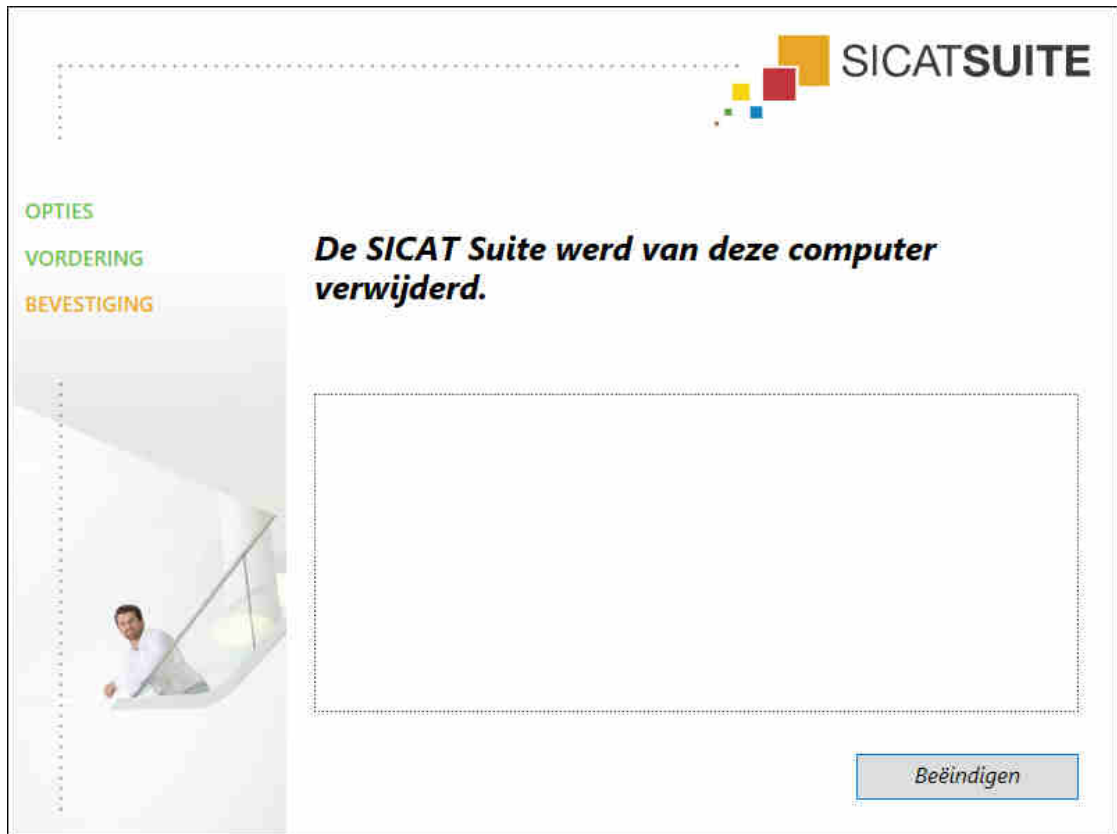 SICATSUITE
OPTIES
VORDERING
BEVESTIGING
De SICAT Suite werd van deze computer
verwijderd.
Beëindigen